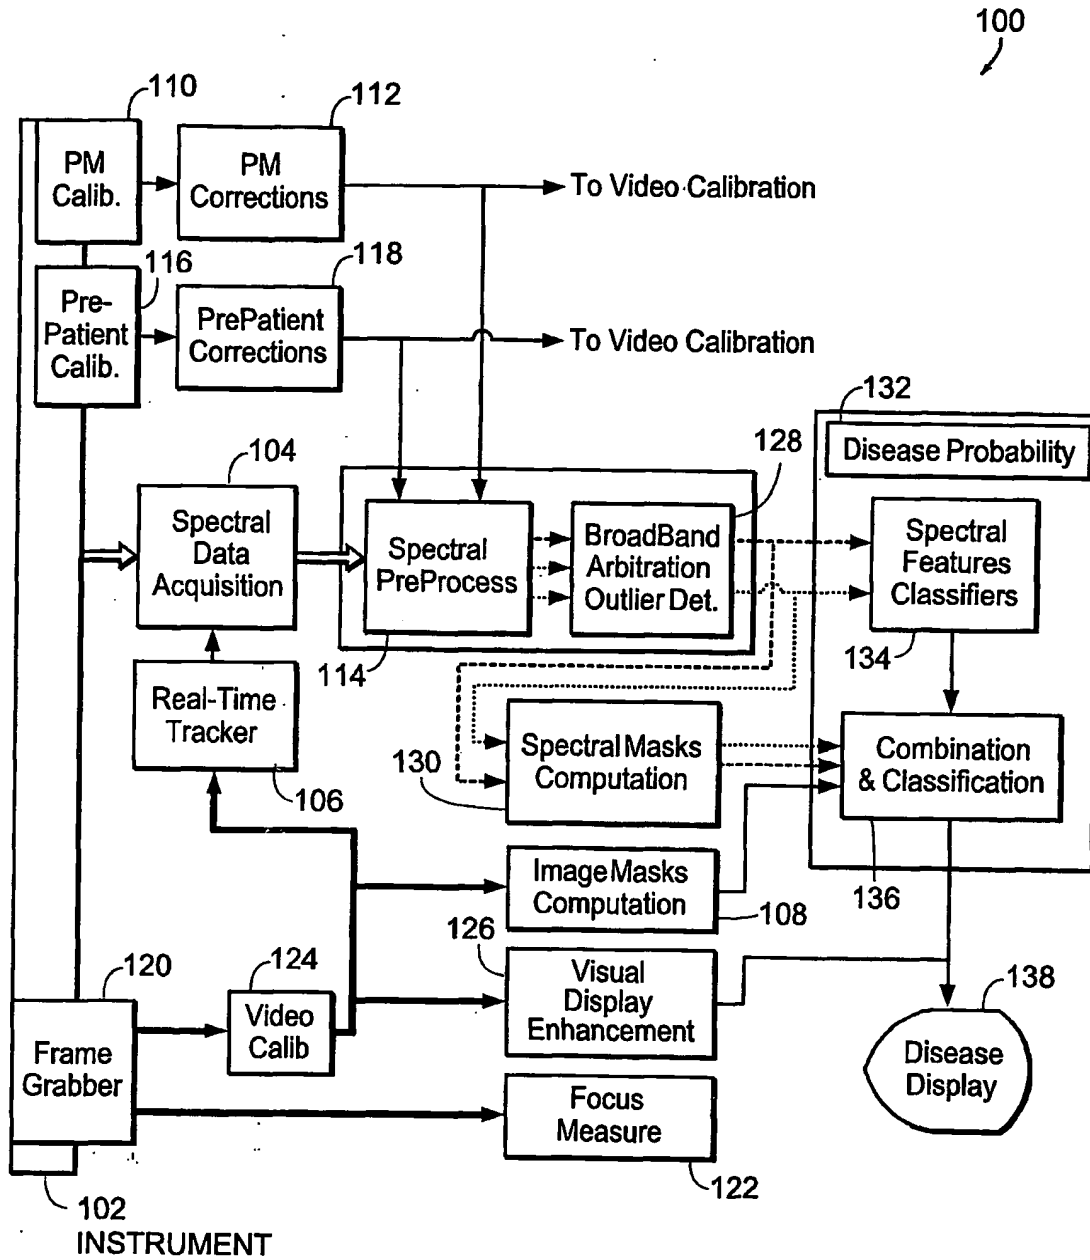 100
110
112
PM
Calib.
PM
Corrections
To Video Calibration
116
118
Pre-
Patient
Calib.
PrePatient
Corrections
To Video Calibration
132
Disease Probability
104
128
Spectral
Data
Acquisition
Spectral
PreProcess
BroadBand
Arbitration
Outlier Det.
Spectral
Features
Classifiers
114
134
Real-Time
Tracker
106
130
Spectral Masks
Computation
Combination
& Classification
136
Image Masks
Computation
108
126
120
124
Visual
Display
Enhancement
138
Video
Calib
Frame
Grabber
Disease
Display
Focus
Measure
122
102
INSTRUMENT